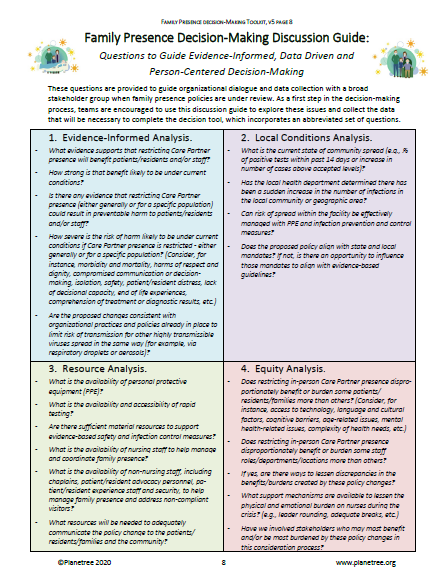 FAMILY PRESENCE DECISION-MAKING TOOLKIT, V5 PAGE 8
Family Presence Decision-Making Discussion Guide:
Questions to Guide Evidence-Informed, Data Driven and
Person-Centered Decision-Making
These questions are provided to guide organizational dialogue and data collection with a broad
stakeholder group when family presence policies are under review. As a first step in the decision-making
process, teams are encouraged to use this discussion guide to explore these issues and collect the data
that will be necessary to complete the decision tool, which incorporates an abbreviated set of questions.
1. Evidence-Informed Analysis.
- What evidence supports that restricting Care Partner
presence will benefit patients/residents and/or staff?
- How strong is that benefit likely to be under current
conditions?
- Is there any evidence that restricting Care Partner
presence (either generally or for a specific population)
could result in preventable harm to patients/residents
and/or staff?
- How severe is the risk of harm likely to be under current
conditions if Care Partner presence is restricted - either
generally or for a specific population? (Consider, for
instance, morbidity and mortality, harms of respect and
dignity, compromised communication or decision-
making, isolation, safety, patient/resident distress, lack
of decisional capacity, end of life experiences,
comprehension of treatment or diagnostic results, etc.)
- Are the proposed changes consistent with
organizational practices and policies already in place to
limit risk of transmission for other highly transmissible
viruses spread in the same way (for example, via
respiratory droplets or aerosols)?
2. Local Conditions Analysis.
- What is the current state of community spread (e.g., %
of positive tests within past 14 days or increase in
number of cases above accepted levels)?
- Has the local health department determined there has
been a sudden increase in the number of infections in
the local community or geographic area?
- Can risk of spread within the facility be effectively
managed with PPE and infection prevention and control
measures?
- Does the proposed policy align with state and local
mandates? If not, is there an opportunity to influence
those mandates to align with evidence-based
guidelines?
3. Resource Analysis.
- What is the availability of personal protective
equipment (PPE)?
- What is the availability and accessibility of rapid
testing?
- Are there sufficient material resources to support
evidence-based safety and infection control measures?
- What is the availability of nursing staff to help manage
and coordinate family presence?
- What is the availability of non-nursing staff, including
chaplains, patient/resident advocacy personnel, pa-
tient/resident experience staff and security, to help
manage family presence and address non-compliant
visitors?
- What resources will be needed to adequately
communicate the policy change to the patients/
residents/families and the community?
4. Equity Analysis.
- Does restricting in-person Care Partner presence dispro-
portionately benefit or burden some patients/
residents/families more than others? (Consider, for
instance, access to technology, language and cultural
factors, cognitive barriers, age-related issues, mental
health-related issues, complexity of health needs, etc.)
- Does restricting in-person Care Partner presence
disproportionately benefit or burden some staff
roles/departments/locations more than others?
- If yes, are there ways to lessen discrepancies in the
benefits/burdens created by these policy changes?
- What support mechanisms are available to lessen the
physical and emotional burden on nurses during the
crisis? (e.g., leader rounding, adequate breaks, etc.)
- Have we involved stakeholders who may most benefit
and/or be most burdened by these policy changes in
this consideration process?
©Planetree 2020
8
www.planetree.org